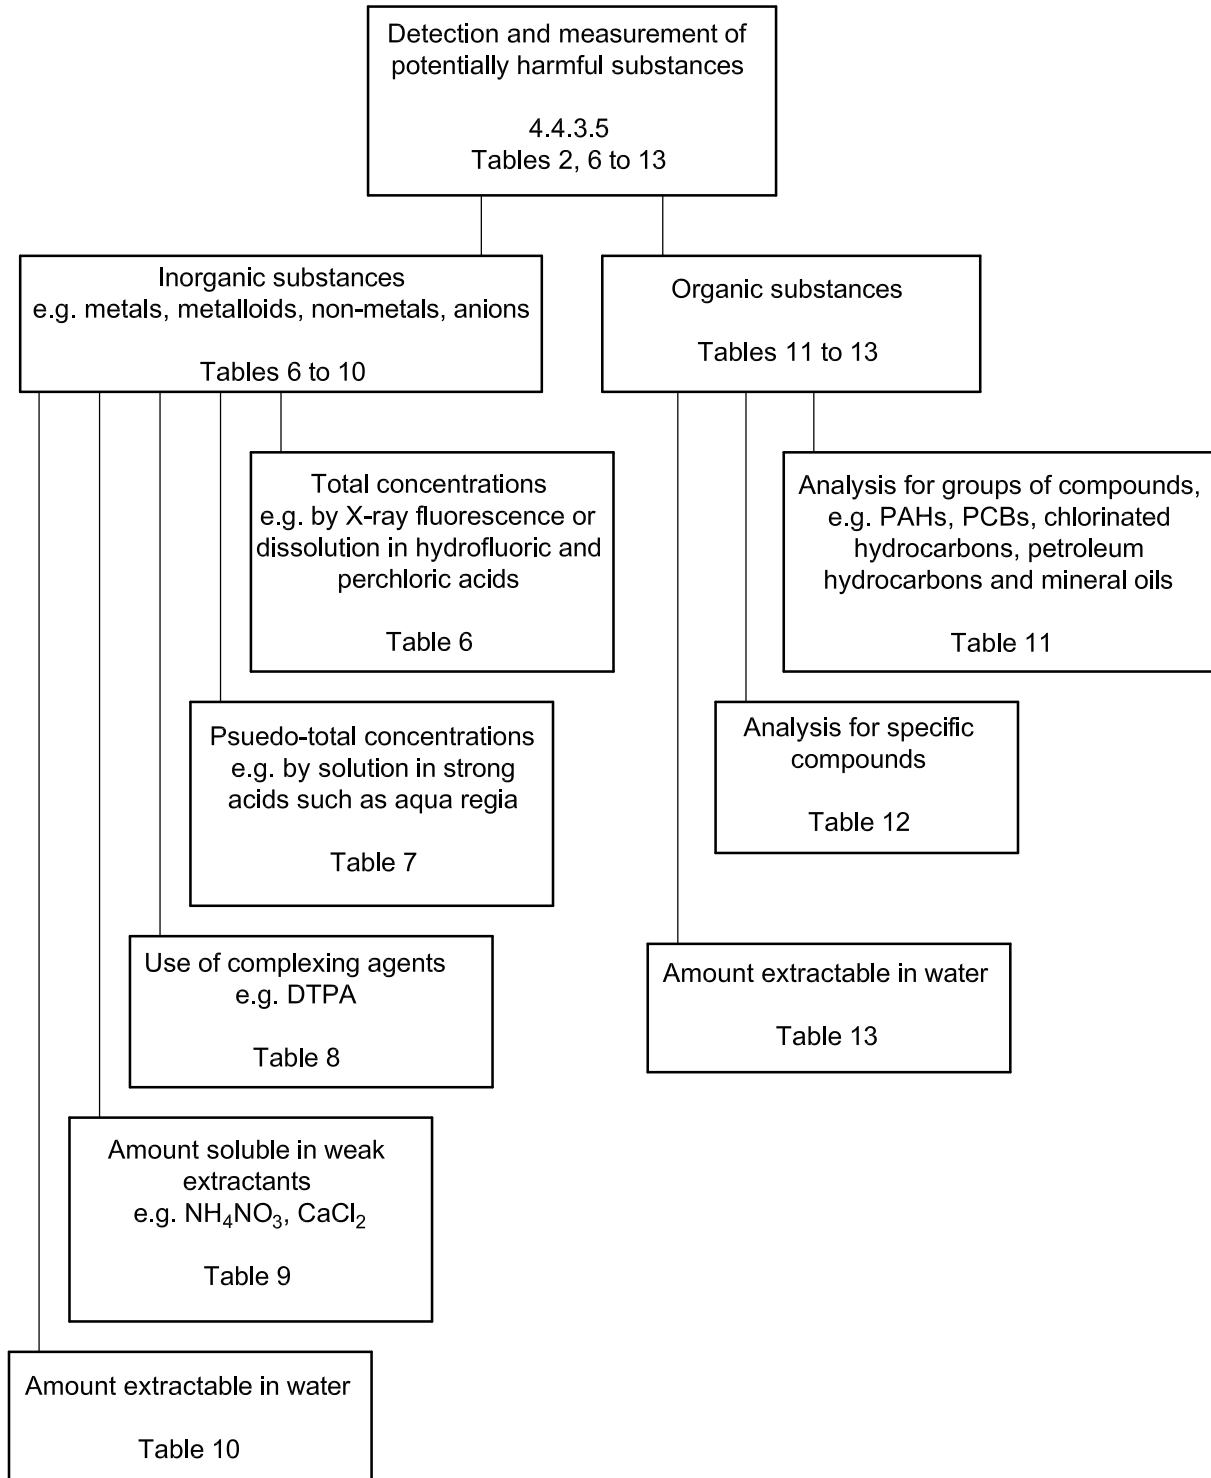 Detection and measurement of
potentially harmful substances
4.4.3.5
Tables 2, 6 to 13
Inorganic substances
e.g. metals, metalloids, non-metals, anions
Tables 6 to 10
Organic substances
Tables 11 to 13
Total concentrations
e.g. by X-ray fluorescence or
dissolution in hydrofluoric and
perchloric acids
Table 6
Analysis for groups of compounds,
e.g. PAHs, PCBs, chlorinated
hydrocarbons, petroleum
hydrocarbons and mineral oils
Table 11
Psuedo-total concentrations
e.g. by solution in strong
acids such as aqua regia
Table 7
Analysis for specific
compounds
Table 12
Use of complexing agents
e.g. DTPA
Table 8
Amount extractable in water
Table 13
Amount soluble in weak
extractants
e.g. NH₄NO₃, CaCl₂
Table 9
Amount extractable in water
Table 10